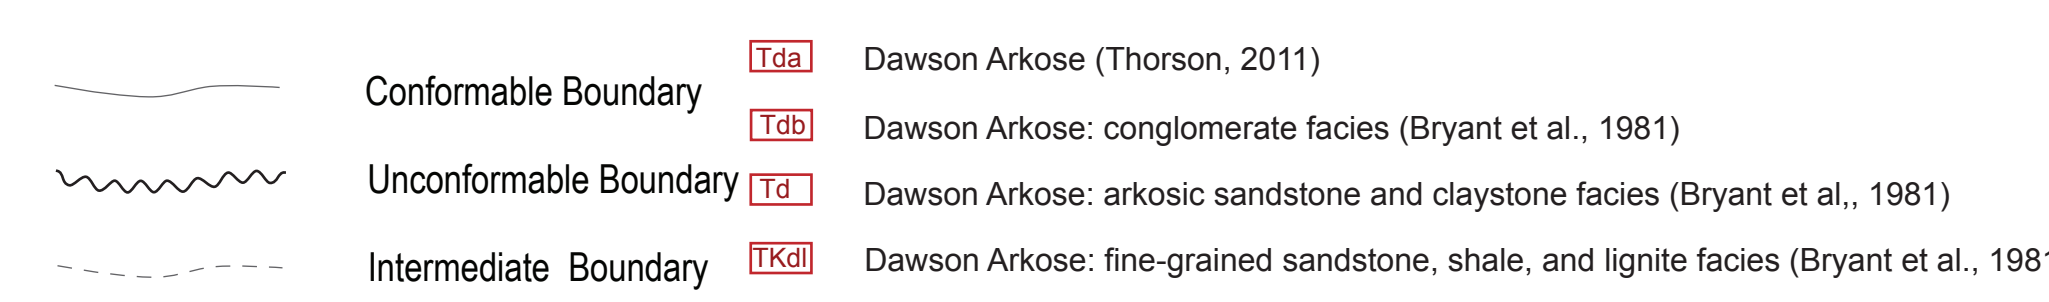 Conformable Boundary
Unconformable Boundary
Intermediate Boundary
Tda Dawson Arkose (Thorson, 2011)
Tdb Dawson Arkose: conglomerate facies (Bryant et al., 1981)
Td Dawson Arkose: arkosic sandstone and claystone facies (Bryant et al,, 1981)
TKdl Dawson Arkose: fine-grained sandstone, shale, and lignite facies (Bryant et al., 198